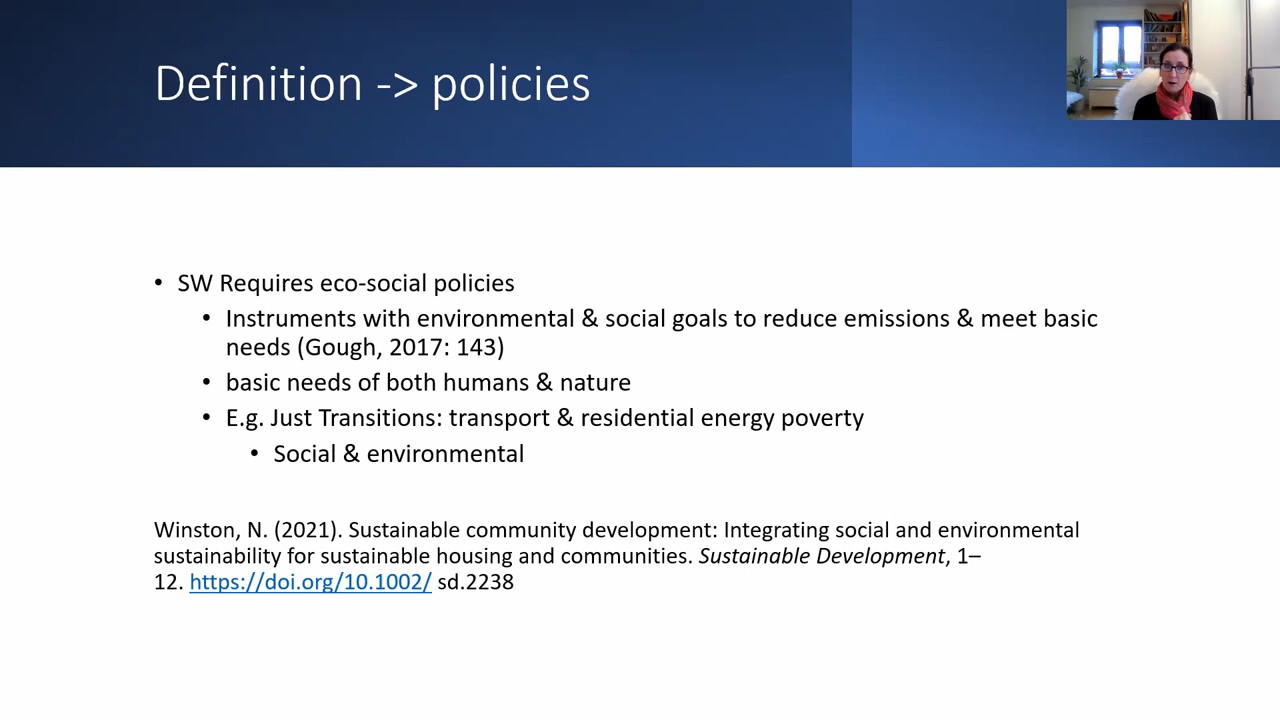 Definition -> policies
• SW Requires eco-social policies
• Instruments with environmental & social goals to reduce emissions & meet basic
needs (Gough, 2017: 143)
• basic needs of both humans & nature
• E.g. Just Transitions: transport & residential energy poverty
• Social & environmental
Winston, N. (2021). Sustainable community development: Integrating social and environmental
sustainability for sustainable housing and communities. Sustainable Development, 1–
12. https://doi.org/10.1002/ sd.2238